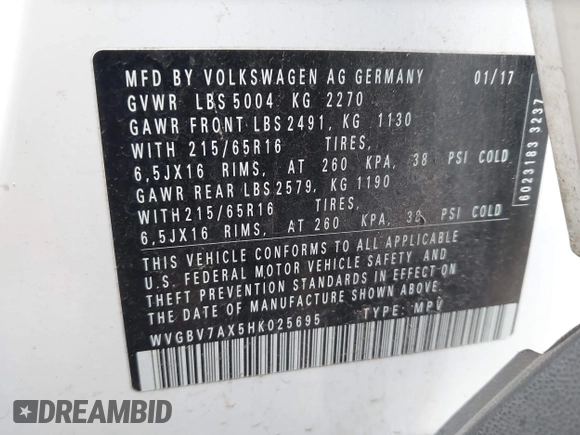 MFD BY VOLKSWAGEN AG GERMANY 01/17
GVWR LBS 5004 KG 2270
GAWR FRONT LBS 2491, KG 1130
WITH 215/65R16 TIRES,
6,5JX16 RIMS, AT 260 KPA, 38 PSI COLD
GAWR REAR LBS 2579, KG 1190
WITH 215/65R16 TIRES,
6,5JX16 RIMS, AT 260 KPA, 38 PSI COLD
THIS VEHICLE CONFORMS TO ALL APPLICABLE
U.S. FEDERAL MOTOR VEHICLE SAFETY AND
THEFT PREVENTION STANDARDS IN EFFECT ON
THE DATE OF MANUFACTURE SHOWN ABOVE.
WVGBV7AX5HK025695 TYPE: MPV
6023183 3237
DREAMBID